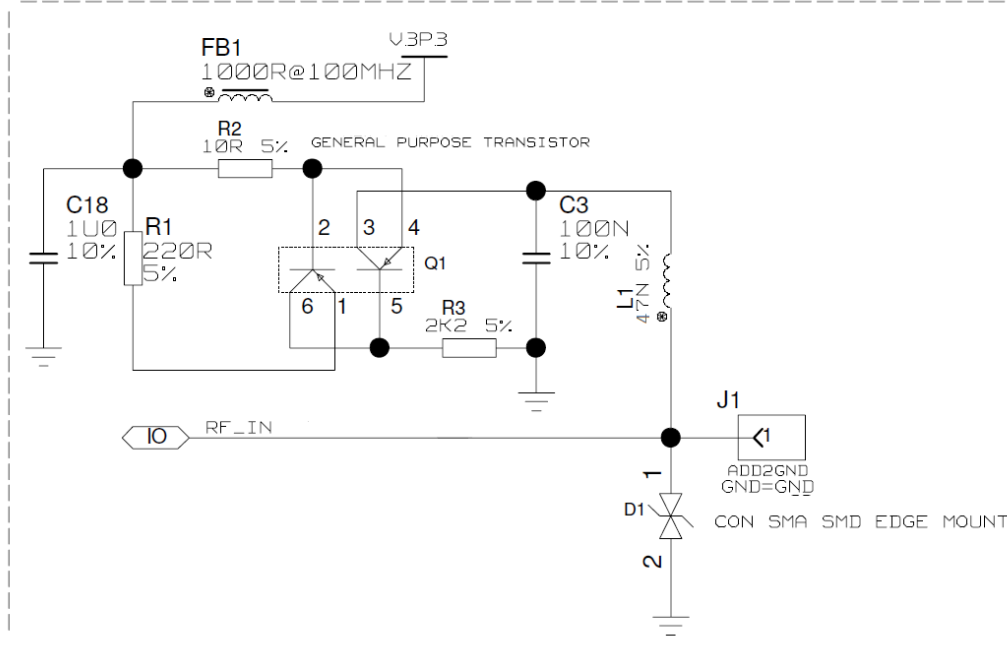 V3P3
FB1
1000R@100MHZ
R2
10R 5%
GENERAL PURPOSE TRANSISTOR
C18
1U0
10%
R1
220R
5%
2
3
4
Q1
6
1
5
C3
100N
10%
L1
47N 5%
R3
2K2 5%
J1
IO
RF_IN
1
ADD2GND
GND=GND
1
D1
2
CON SMA SMD EDGE MOUNT